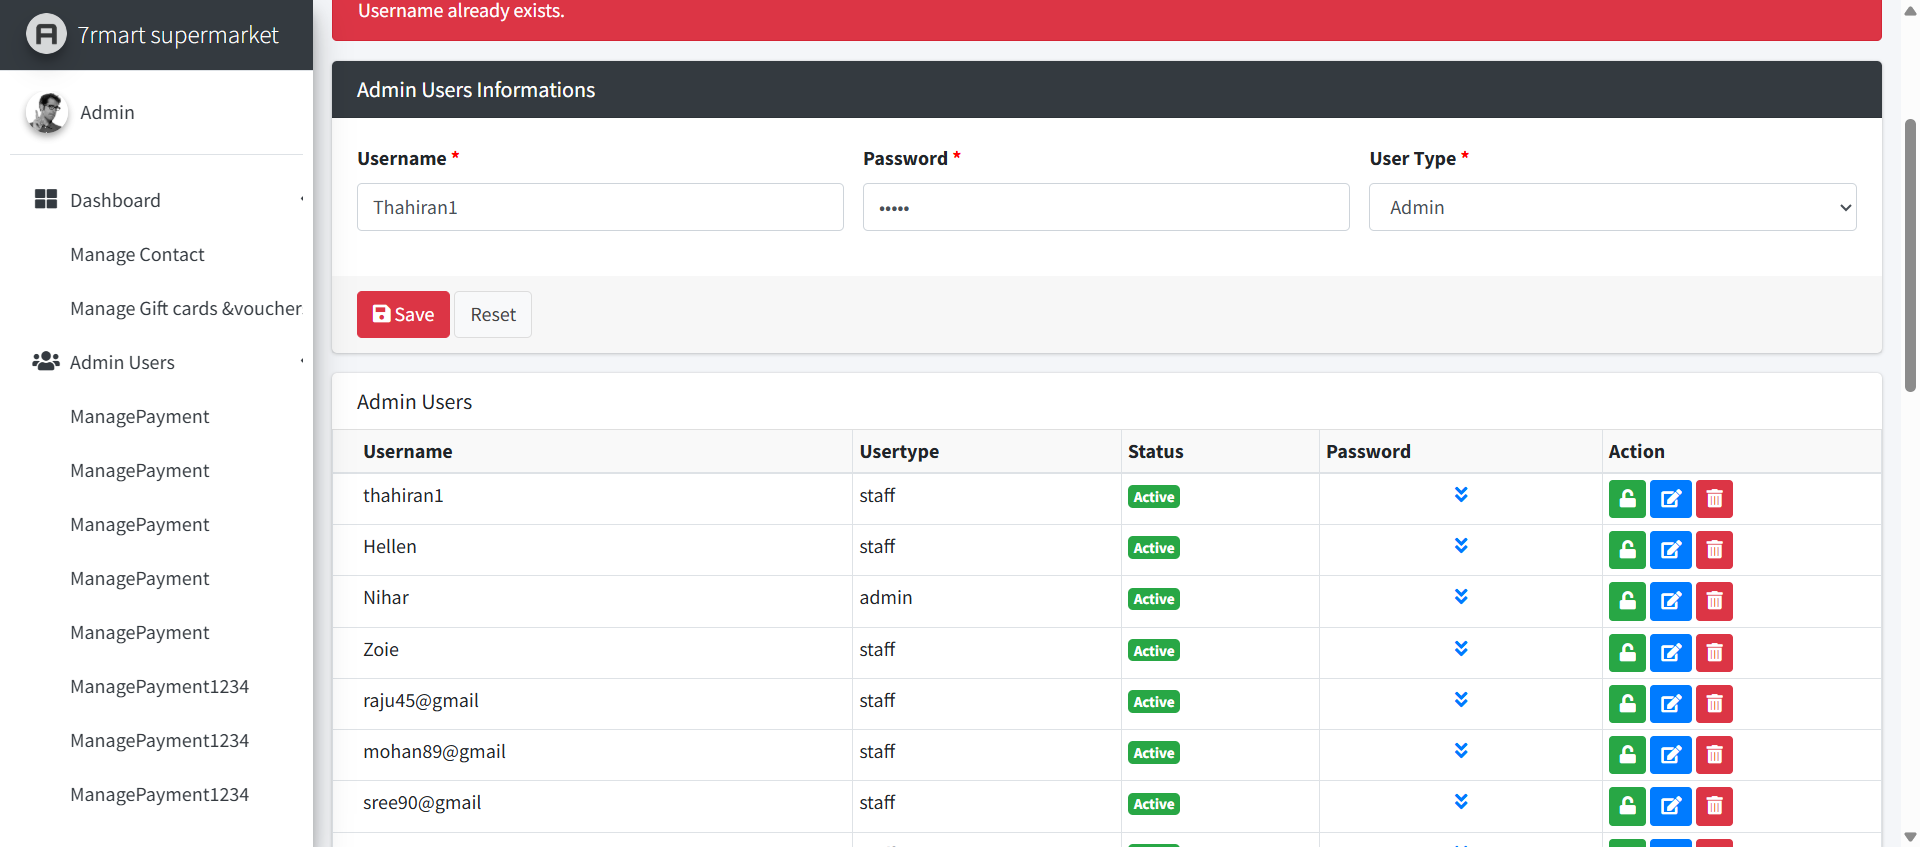 7rmart supermarket
Admin
Dashboard
Manage Contact
Manage Gift cards &voucher
Admin Users
ManagePayment
ManagePayment
ManagePayment
ManagePayment
ManagePayment
ManagePayment1234
ManagePayment1234
ManagePayment1234
Username already exists.
Admin Users Informations
Username * Password * User Type *
Thahiran1 ••••• Admin
Save Reset
Admin Users
Username Usertype Status Password Action
thahiran1 staff Active
Hellen staff Active
Nihar admin Active
Zoie staff Active
raju45@gmail staff Active
mohan89@gmail staff Active
sree90@gmail staff Active